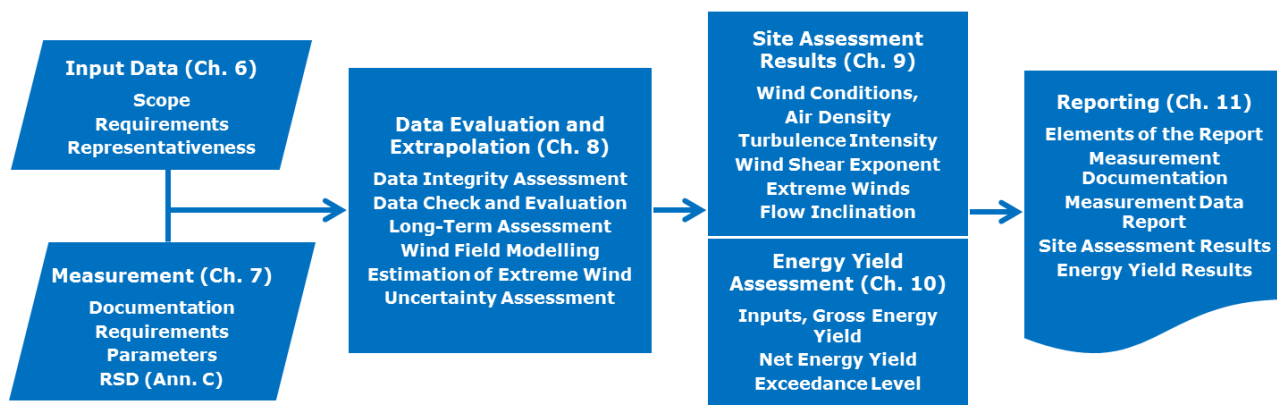 Input Data (Ch. 6)
Scope
Requirements
Representativeness
Measurement (Ch. 7)
Documentation
Requirements
Parameters
RSD (Ann. C)
Data Evaluation and
Extrapolation (Ch. 8)
Data Integrity Assessment
Data Check and Evaluation
Long-Term Assessment
Wind Field Modelling
Estimation of Extreme Wind
Uncertainty Assessment
Site Assessment
Results (Ch. 9)
Wind Conditions,
Air Density
Turbulence Intensity
Wind Shear Exponent
Extreme Winds
Flow Inclination
Energy Yield
Assessment (Ch. 10)
Inputs, Gross Energy
Yield
Net Energy Yield
Exceedance Level
Reporting (Ch. 11)
Elements of the Report
Measurement
Documentation
Measurement Data
Report
Site Assessment Results
Energy Yield Results